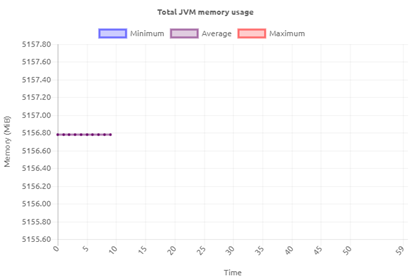 Total JVM memory usage
Minimum Average Maximum
5157.80
5157.60
5157.40
5157.20
5157.00
5156.80
5156.60
5156.40
5156.20
5156.00
5155.80
5155.60
Memory (MiB)
0 5 10 15 20 25 30 35 40 45 50 59
Time